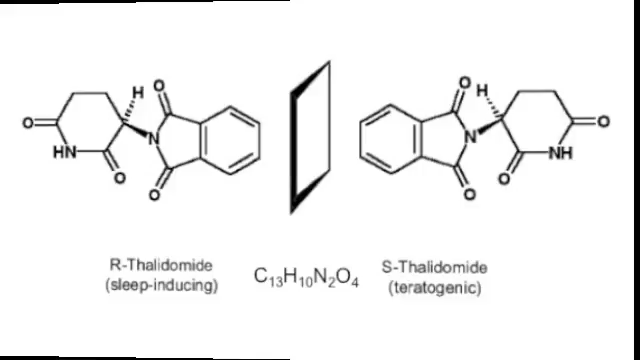 O
O
H
N
HN
O
O
O
H
N
O
O
NH
O
R-Thalidomide
(sleep-inducing)
C13H10N2O4
S-Thalidomide
(teratogenic)